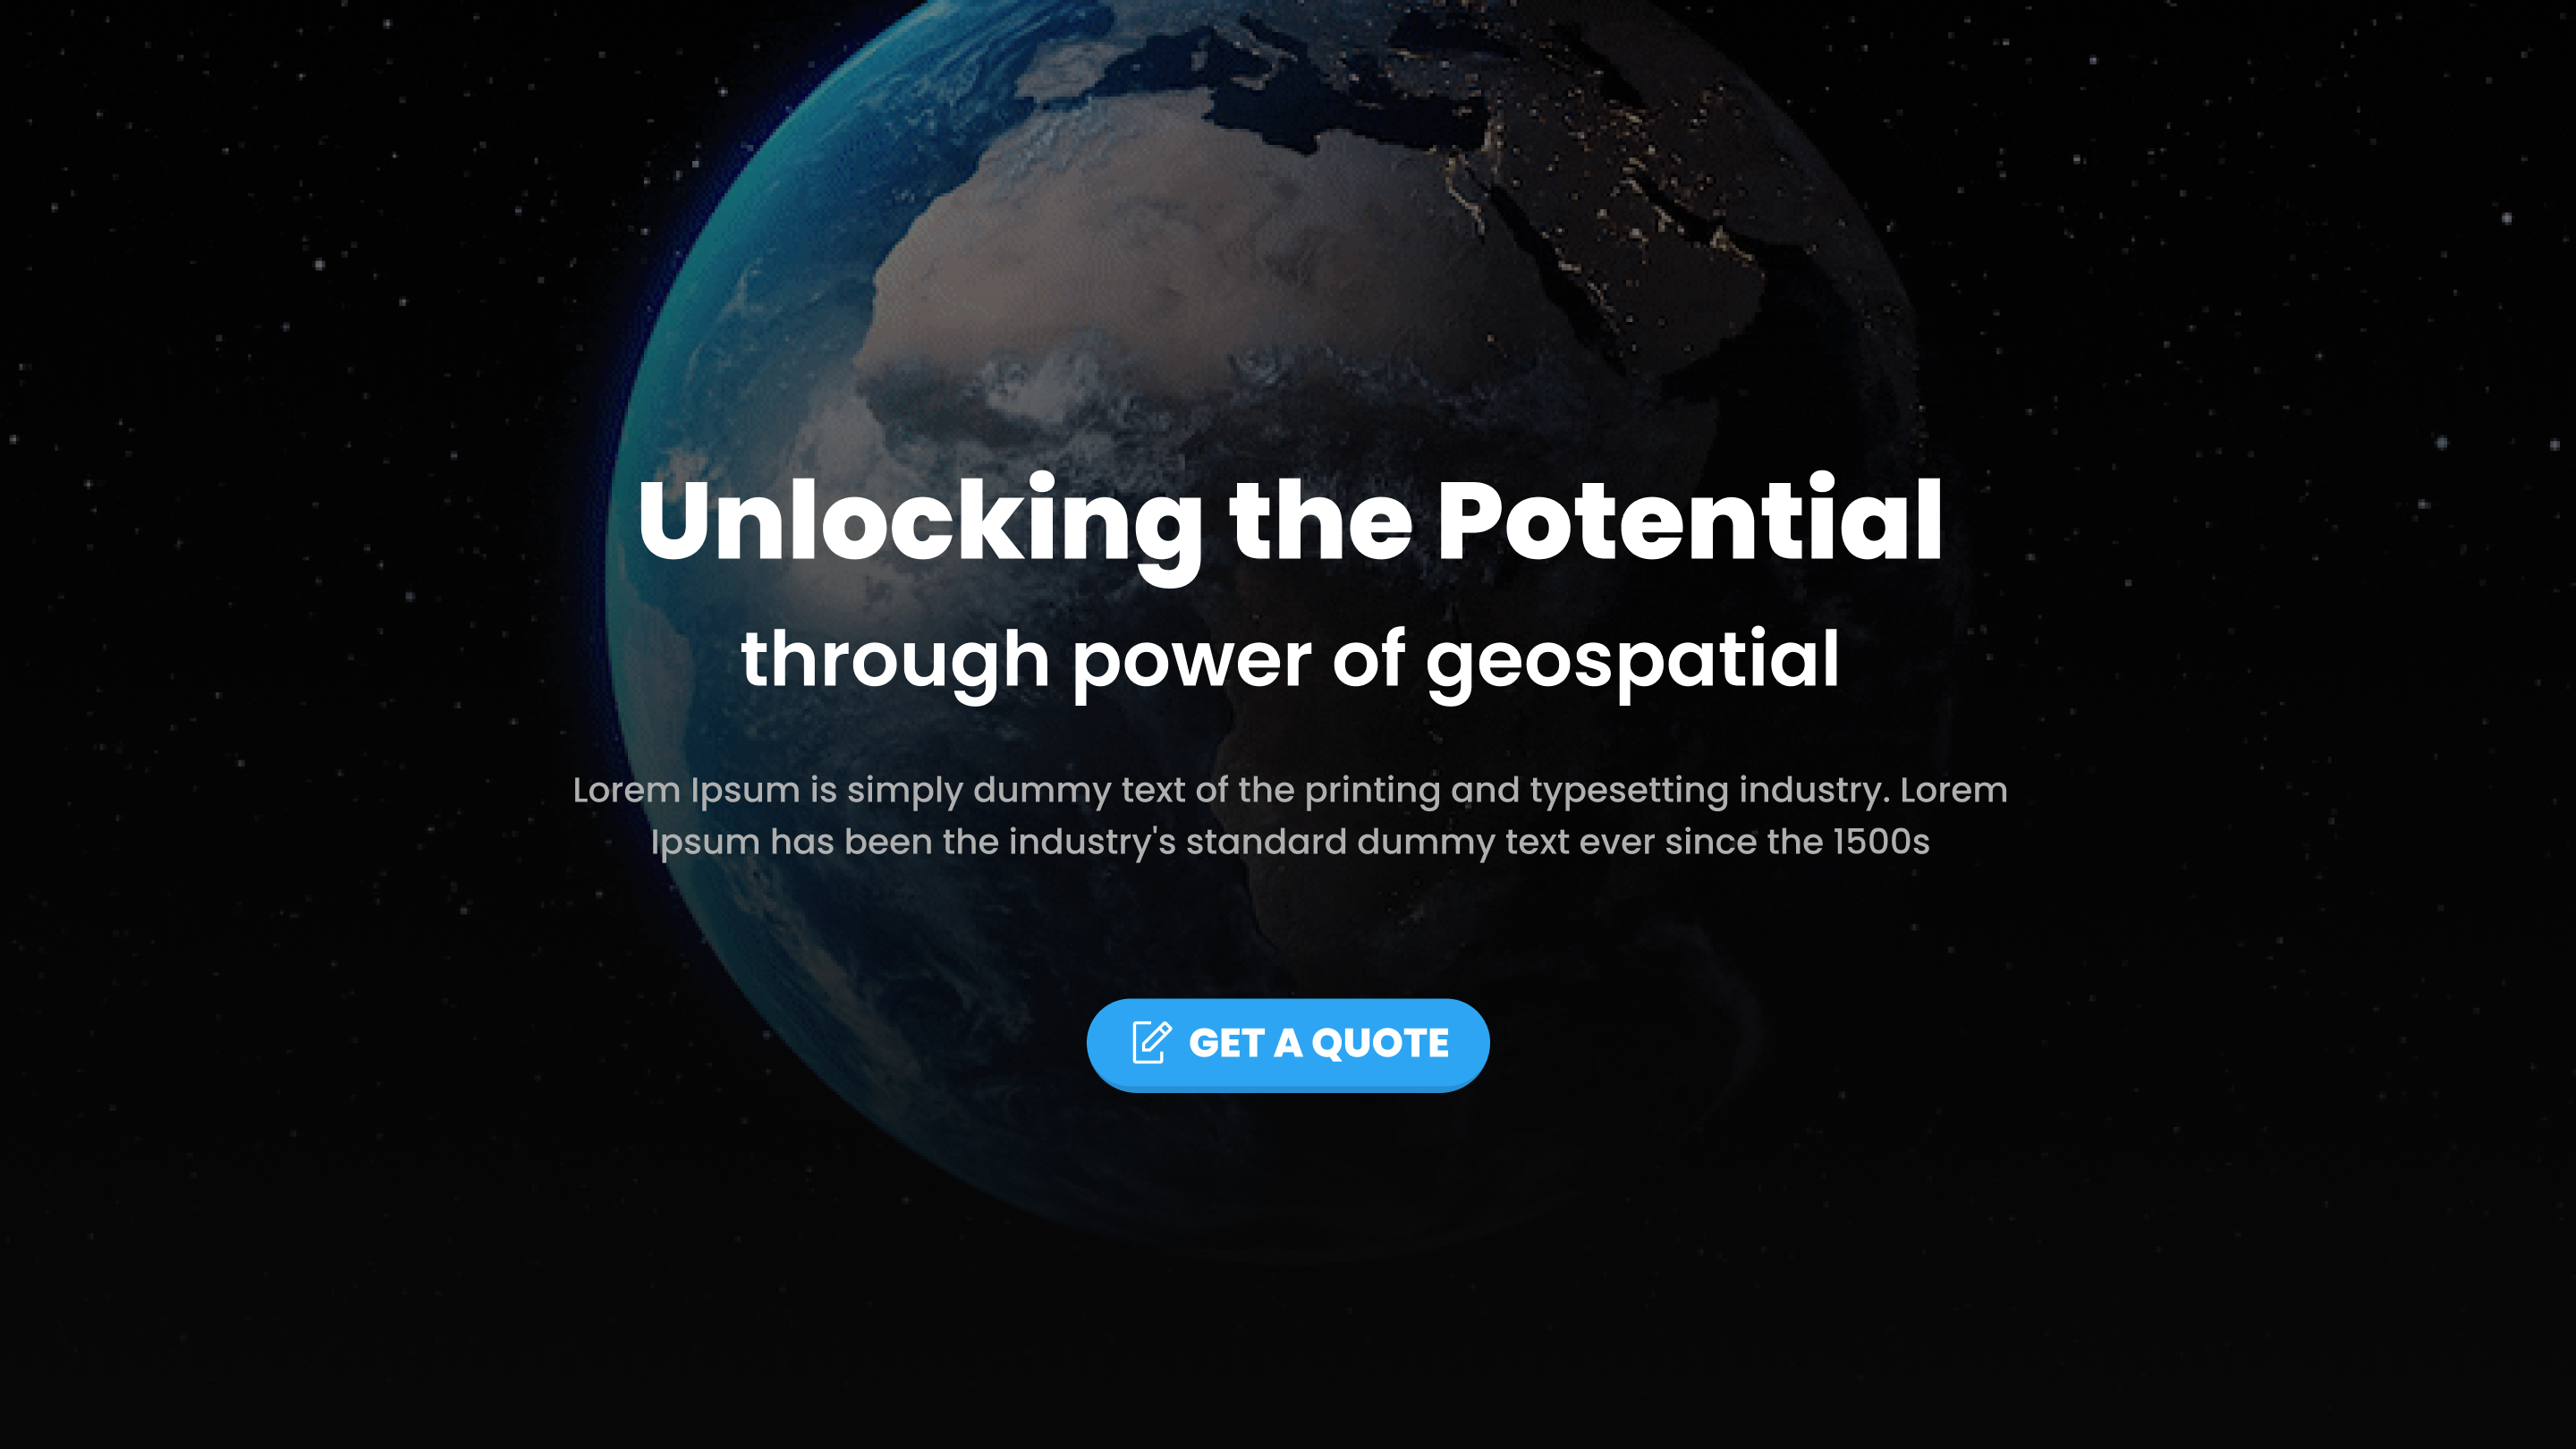 Unlocking the Potential
through power of geospatial
Lorem Ipsum is simply dummy text of the printing and typesetting industry. Lorem
Ipsum has been the industry's standard dummy text ever since the 1500s
GET A QUOTE